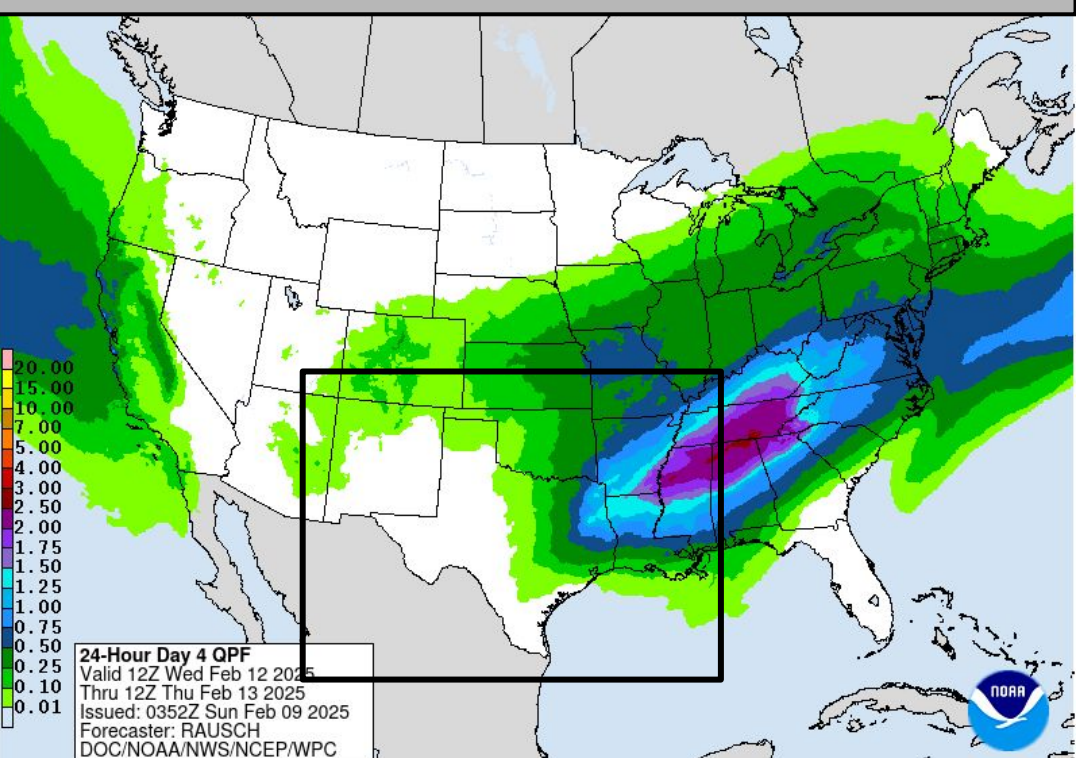 20.00
15.00
10.00
7.00
5.00
4.00
3.00
2.50
2.00
1.75
1.50
1.25
1.00
0.75
0.50
0.25
0.10
0.01
24-Hour Day 4 QPF
Valid 12Z Wed Feb 12 2025
Thru 12Z Thu Feb 13 2025
Issued: 0352Z Sun Feb 09 2025
Forecaster: RAUSCH
DOC/NOAA/NWS/NCEP/WPC
NOAA